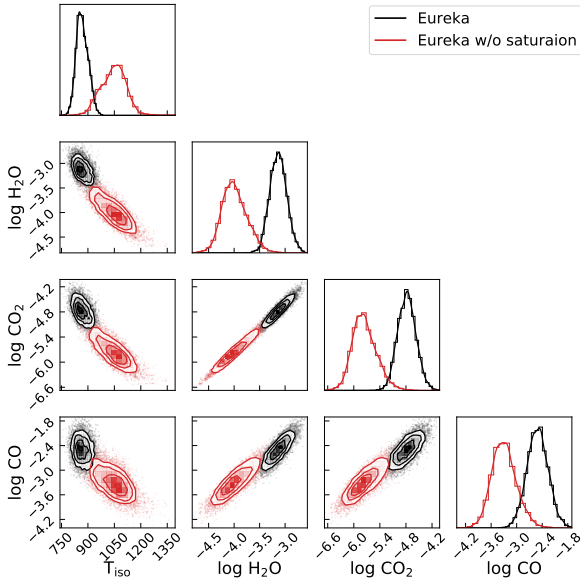 Eureka
Eureka w/o saturaion
log H₂O
−3.0
−3.5
−4.0
−4.5
log CO₂
−4.2
−4.8
−5.4
−6.0
−6.6
log CO
−1.8
−2.4
−3.0
−3.6
−4.2
750 900 1050 1200 1350
−4.5 −4.0 −3.5 −3.0
−6.6 −6.0 −5.4 −4.8 −4.2
−4.2 −3.6 −3.0 −2.4 −1.8
T_iso log H₂O log CO₂ log CO